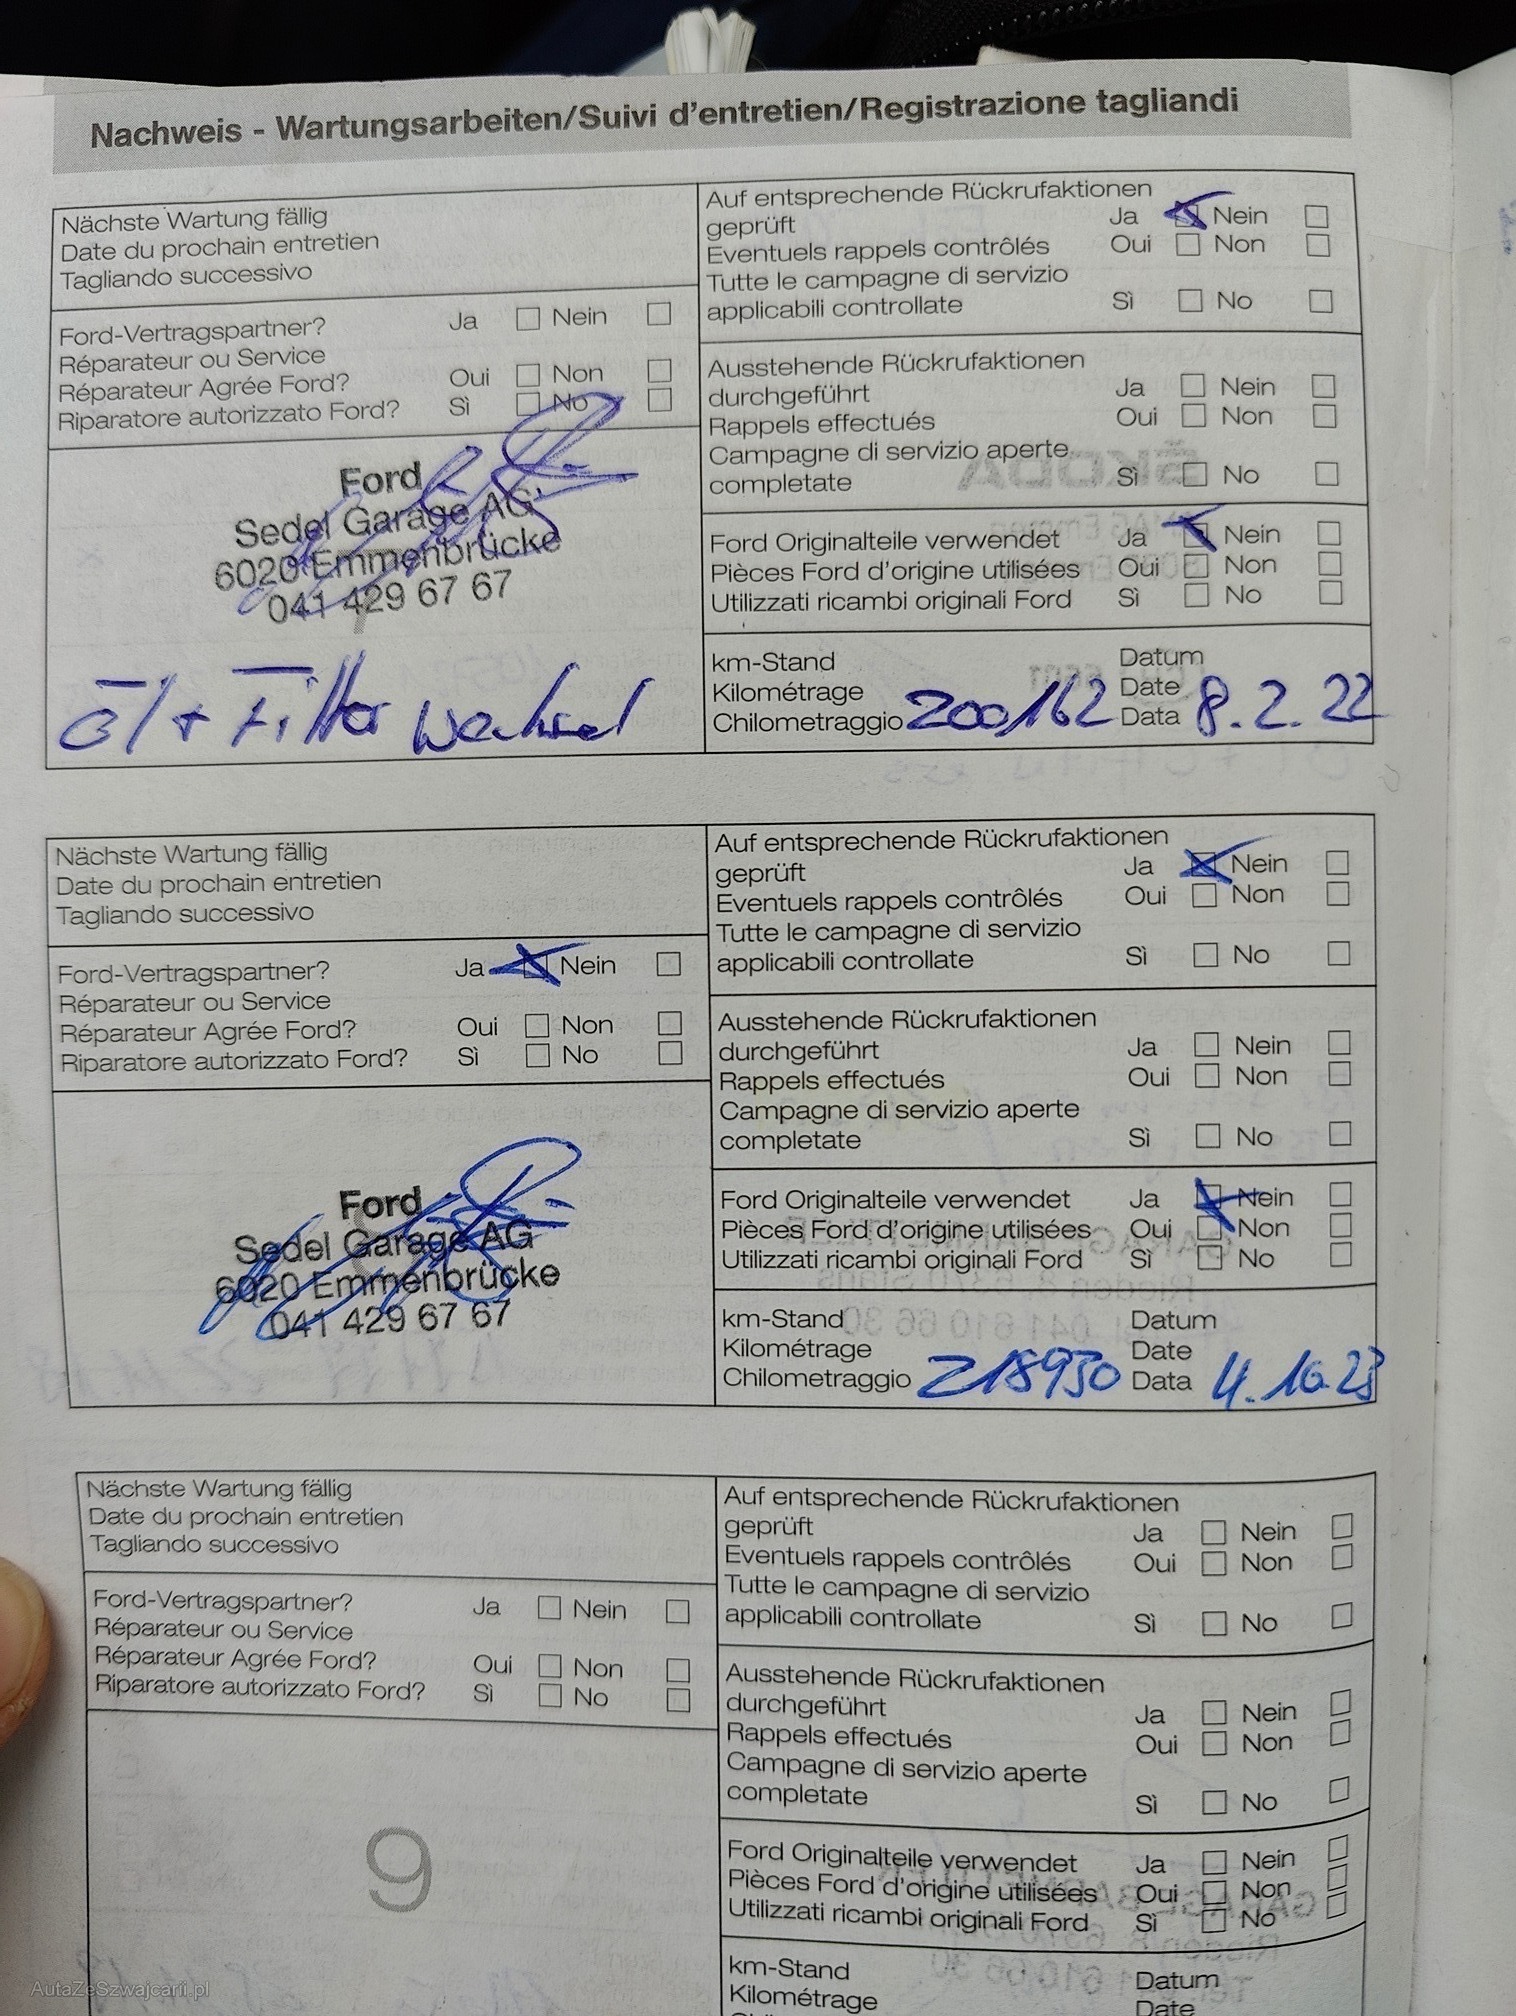 Nachweis - Wartungsarbeiten/Suivi d'entretien/Registrazione tagliandi
Nächste Wartung fällig
Date du prochain entretien
Tagliando successivo
Ford-Vertragspartner? Ja Nein
Réparateur ou Service
Réparateur Agrée Ford? Oui Non
Riparatore autorizzato Ford? Sì No
Ford
Sedel Garage AG
6020 Emmenbrücke
041 429 67 67
7
Öl + Filter Wechsel
Auf entsprechende Rückrufaktionen
geprüft Ja Nein
Eventuels rappels contrôlés Oui Non
Tutte le campagne di servizio
applicabili controllate Sì No
Ausstehende Rückrufaktionen
durchgeführt Ja Nein
Rappels effectués Oui Non
Campagne di servizio aperte
completate Sì No
Ford Originalteile verwendet Ja Nein
Pièces Ford d'origine utilisées Oui Non
Utilizzati ricambi originali Ford Sì No
km-Stand Datum
Kilométrage Date
Chilometraggio 200162 Data 8.2.22
Nächste Wartung fällig
Date du prochain entretien
Tagliando successivo
Ford-Vertragspartner? Ja Nein
Réparateur ou Service
Réparateur Agrée Ford? Oui Non
Riparatore autorizzato Ford? Sì No
Ford
Sedel Garage AG
6020 Emmenbrücke
041 429 67 67
Auf entsprechende Rückrufaktionen
geprüft Ja Nein
Eventuels rappels contrôlés Oui Non
Tutte le campagne di servizio
applicabili controllate Sì No
Ausstehende Rückrufaktionen
durchgeführt Ja Nein
Rappels effectués Oui Non
Campagne di servizio aperte
completate Sì No
Ford Originalteile verwendet Ja Nein
Pièces Ford d'origine utilisées Oui Non
Utilizzati ricambi originali Ford Sì No
km-Stand Datum
Kilométrage Date
Chilometraggio 218930 Data 4.10.23
Nächste Wartung fällig
Date du prochain entretien
Tagliando successivo
Ford-Vertragspartner? Ja Nein
Réparateur ou Service
Réparateur Agrée Ford? Oui Non
Riparatore autorizzato Ford? Sì No
9
Auf entsprechende Rückrufaktionen
geprüft Ja Nein
Eventuels rappels contrôlés Oui Non
Tutte le campagne di servizio
applicabili controllate Sì No
Ausstehende Rückrufaktionen
durchgeführt Ja Nein
Rappels effectués Oui Non
Campagne di servizio aperte
completate Sì No
Ford Originalteile verwendet Ja Nein
Pièces Ford d'origine utilisées Oui Non
Utilizzati ricambi originali Ford Sì No
km-Stand Datum
Kilométrage Date
AutaZeSzwajcarii.pl